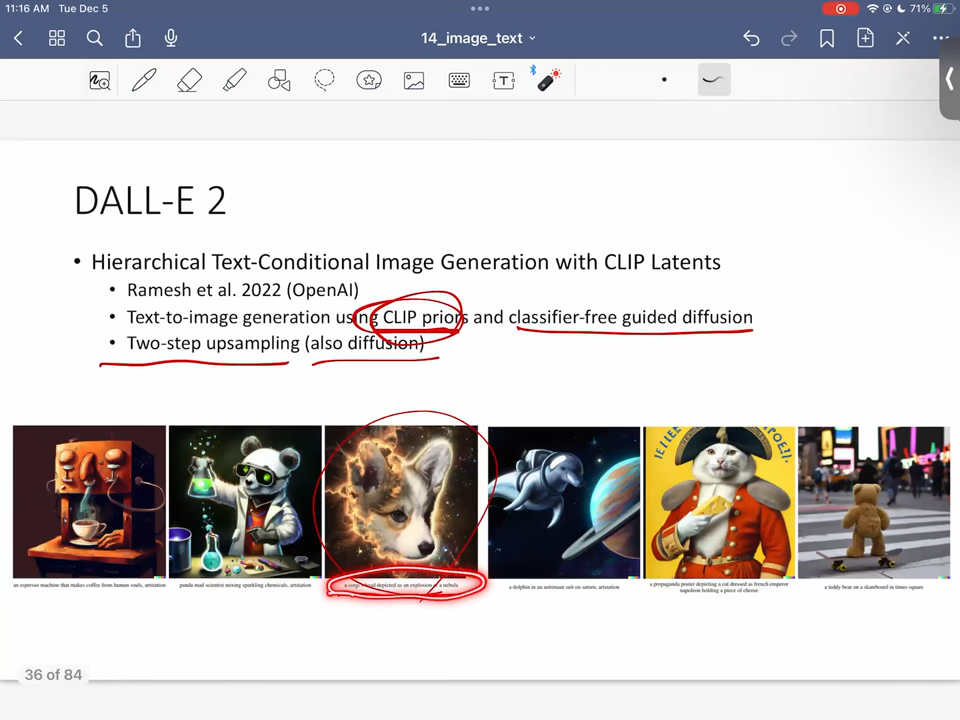 11:16 AM Tue Dec 5
71%
14_image_text
T
DALL-E 2
• Hierarchical Text-Conditional Image Generation with CLIP Latents
• Ramesh et al. 2022 (OpenAI)
• Text-to-image generation using CLIP priors and classifier-free guided diffusion
• Two-step upsampling (also diffusion)
an espresso machine that makes coffee from human souls, artstation
panda mad scientist mixing sparkling chemicals, artstation
a corgi's head depicted as an explosion of a nebula
a dolphin in an astronaut suit on saturn, artstation
a propaganda poster depicting a cat dressed as french emperor
napoleon holding a piece of cheese
a teddy bear on a skateboard in times square
36 of 84